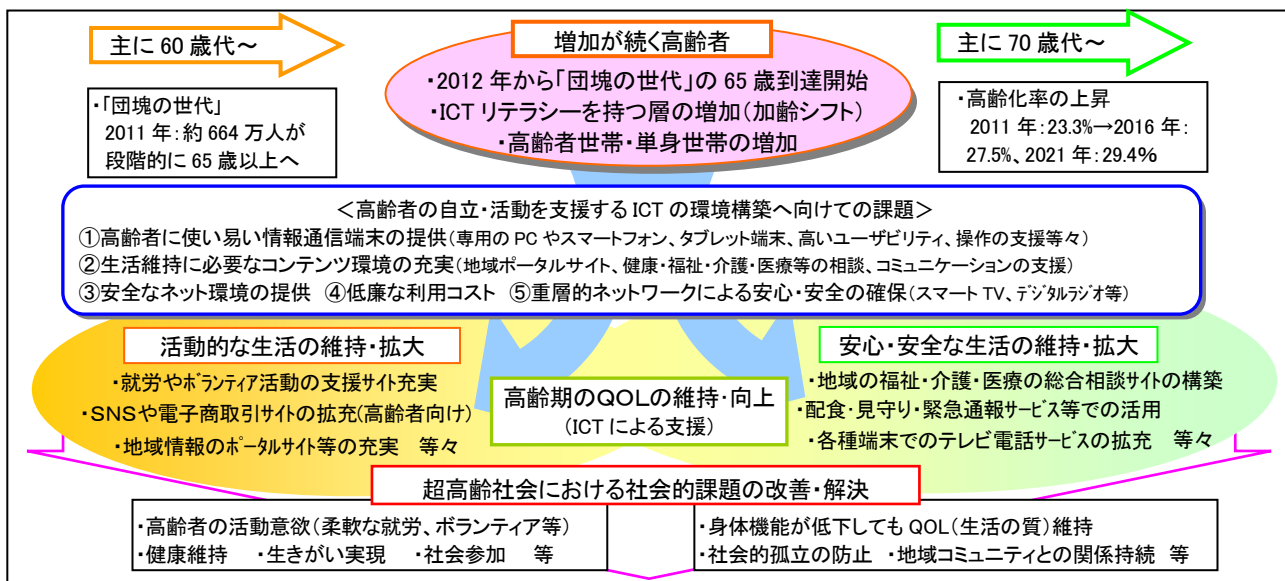 主に 60 歳代～
増加が続く高齢者
主に 70 歳代～
・「団塊の世代」
2011 年：約 664 万人が
段階的に 65 歳以上へ
・2012 年から「団塊の世代」の 65 歳到達開始
・ICT リテラシーを持つ層の増加（加齢シフト）
・高齢者世帯・単身世帯の増加
・高齢化率の上昇
2011 年：23.3%→2016 年：
27.5%、2021 年：29.4％
＜高齢者の自立・活動を支援する ICT の環境構築へ向けての課題＞
①高齢者に使い易い情報通信端末の提供（専用の PC やスマートフォン、タブレット端末、高いユーザビリティ、操作の支援等々）
②生活維持に必要なコンテンツ環境の充実（地域ポータルサイト、健康・福祉・介護・医療等の相談、コミュニケーションの支援）
③安全なネット環境の提供　④低廉な利用コスト　⑤重層的ネットワークによる安心・安全の確保（スマート TV、ﾃﾞｼﾞﾀﾙﾗｼﾞｵ等）
活動的な生活の維持・拡大
・就労やﾎﾞﾗﾝﾃｨｱ活動の支援サイト充実
・ＳＮＳや電子商取引サイトの拡充（高齢者向け）
・地域情報のﾎﾟｰﾀﾙｻｲﾄ等の充実　等々
高齢期のＱＯＬの維持・向上
（ICT による支援）
安心・安全な生活の維持・拡大
・地域の福祉・介護・医療の総合相談サイトの構築
・配食・見守り・緊急通報サービス等での活用
・各種端末でのテレビ電話サービスの拡充　等々
超高齢社会における社会的課題の改善・解決
・高齢者の活動意欲（柔軟な就労、ボランティア等）
・健康維持　・生きがい実現　・社会参加　等
・身体機能が低下しても QOL（生活の質）維持
・社会的孤立の防止　・地域コミュニティとの関係持続　等